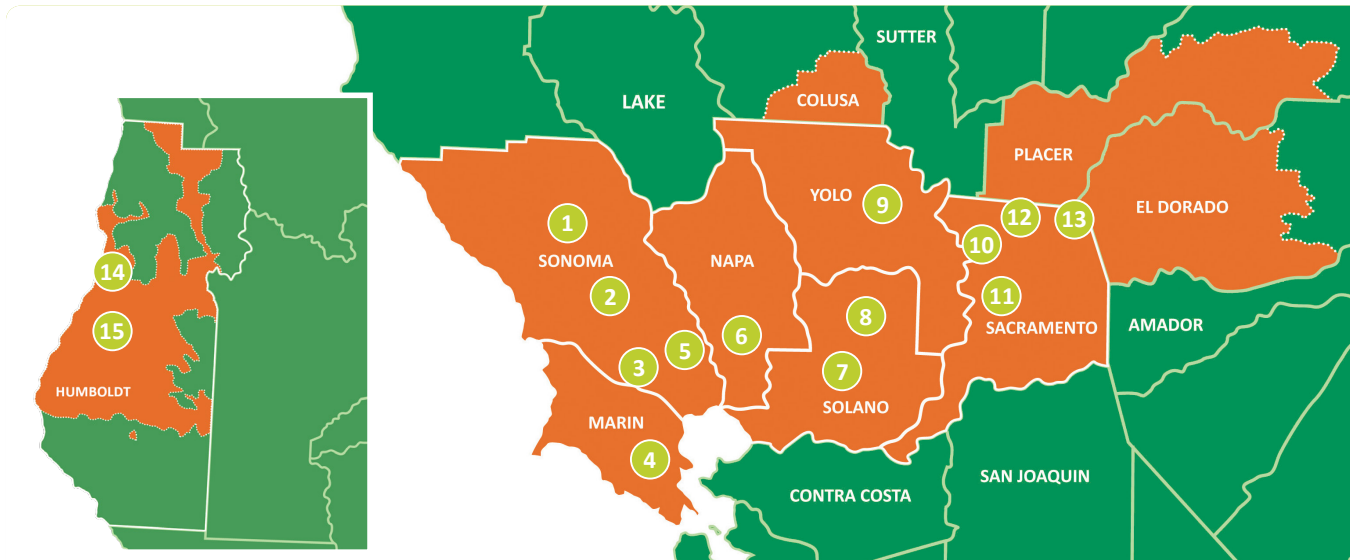 SUTTER
LAKE
COLUSA
PLACER
YOLO
9
EL DORADO
1
12
13
10
SONOMA
NAPA
14
2
11
15
8
SACRAMENTO
AMADOR
6
5
3
7
HUMBOLDT
SOLANO
MARIN
4
SAN JOAQUIN
CONTRA COSTA